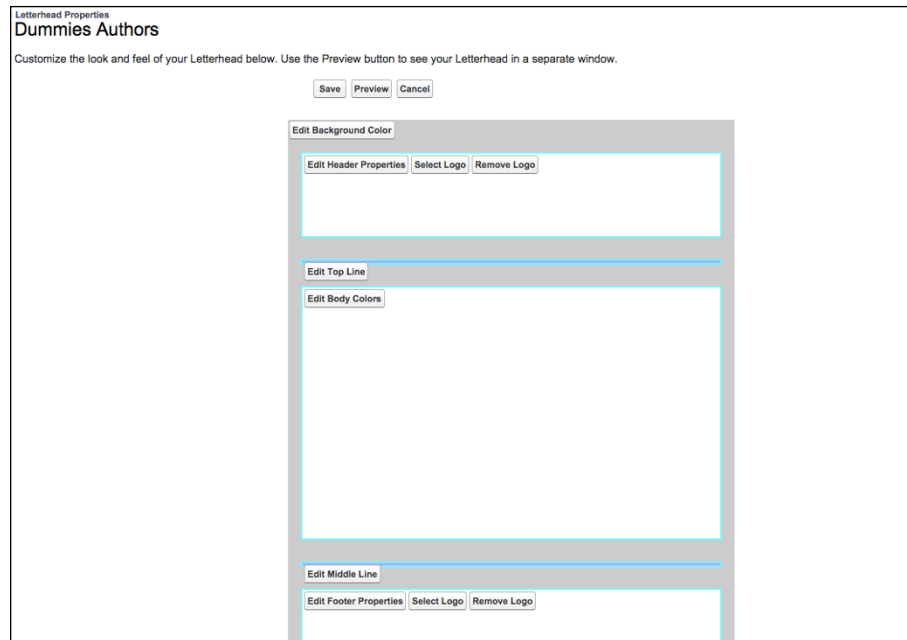 Letterhead Properties
Dummies Authors
Customize the look and feel of your Letterhead below. Use the Preview button to see your Letterhead in a separate window.
Save Preview Cancel
Edit Background Color
Edit Header Properties Select Logo Remove Logo
Edit Top Line
Edit Body Colors
Edit Middle Line
Edit Footer Properties Select Logo Remove Logo